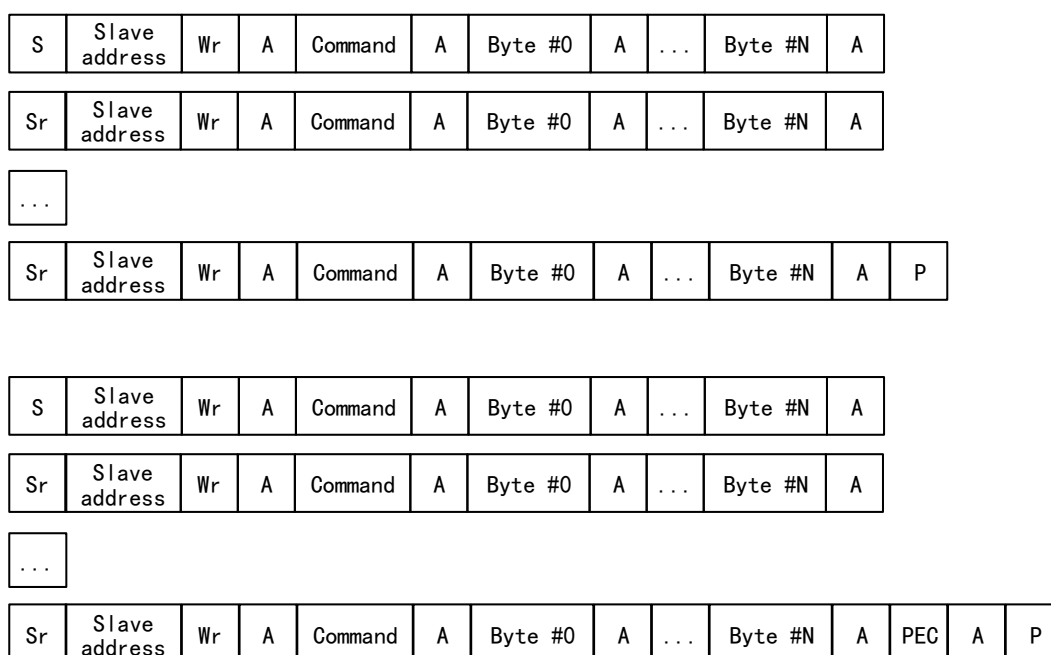 S Slave address Wr A Command A Byte #0 A ... Byte #N A
Sr Slave address Wr A Command A Byte #0 A ... Byte #N A
...
Sr Slave address Wr A Command A Byte #0 A ... Byte #N A P
S Slave address Wr A Command A Byte #0 A ... Byte #N A
Sr Slave address Wr A Command A Byte #0 A ... Byte #N A
...
Sr Slave address Wr A Command A Byte #0 A ... Byte #N A PEC A P